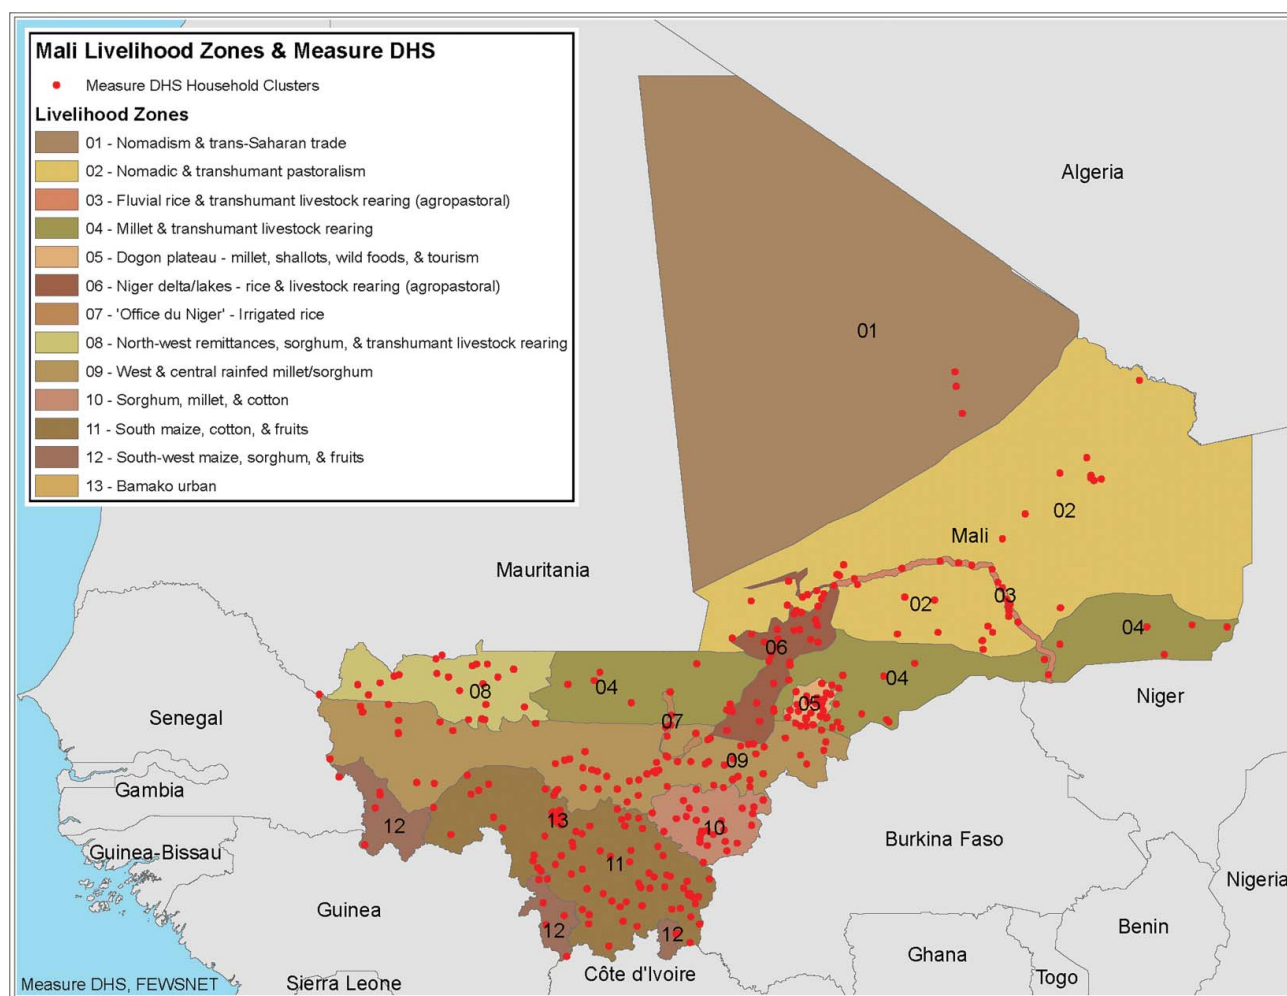 Mali Livelihood Zones & Measure DHS
Measure DHS Household Clusters
Livelihood Zones
01 - Nomadism & trans-Saharan trade
02 - Nomadic & transhumant pastoralism
03 - Fluvial rice & transhumant livestock rearing (agropastoral)
04 - Millet & transhumant livestock rearing
05 - Dogon plateau - millet, shallots, wild foods, & tourism
06 - Niger delta/lakes - rice & livestock rearing (agropastoral)
07 - 'Office du Niger' - Irrigated rice
08 - North-west remittances, sorghum, & transhumant livestock rearing
09 - West & central rainfed millet/sorghum
10 - Sorghum, millet, & cotton
11 - South maize, cotton, & fruits
12 - South-west maize, sorghum, & fruits
13 - Bamako urban
Algeria
01
02
Mali
Mauritania
02
03
04
06
04
08
04
05
Niger
Senegal
07
09
Gambia
12
13
10
Burkina Faso
Guinea-Bissau
11
Nigeria
Guinea
12
12
Benin
Ghana
Côte d'Ivoire
Togo
Sierra Leone
Measure DHS, FEWSNET